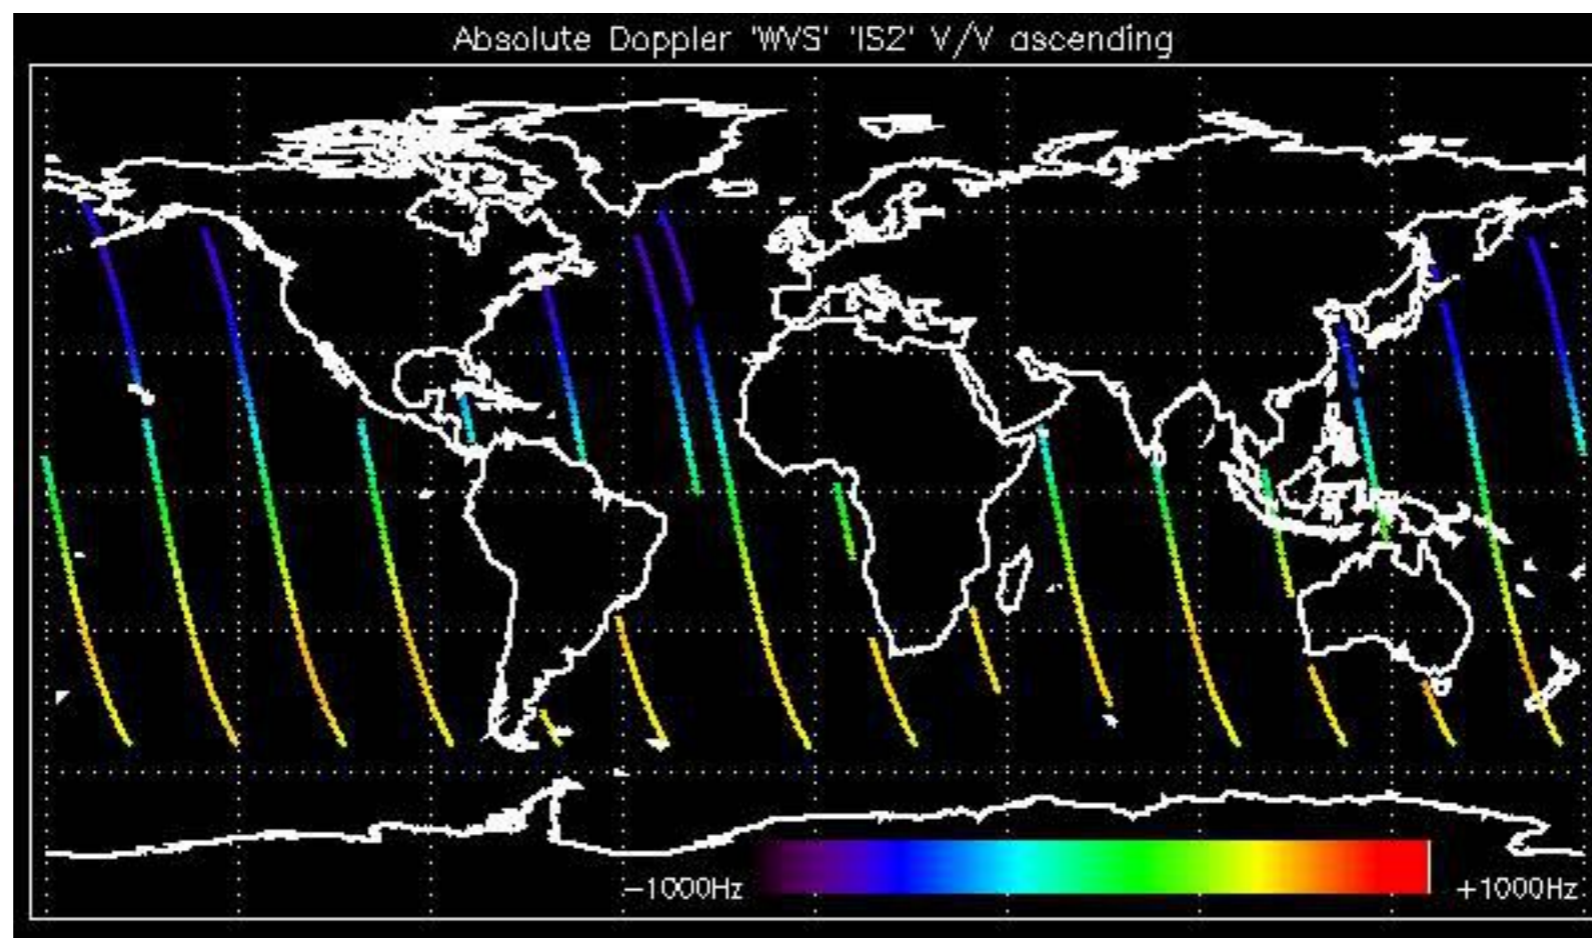 Absolute Doppler 'WVS' 'IS2' V/V ascending
-1000Hz
+1000Hz